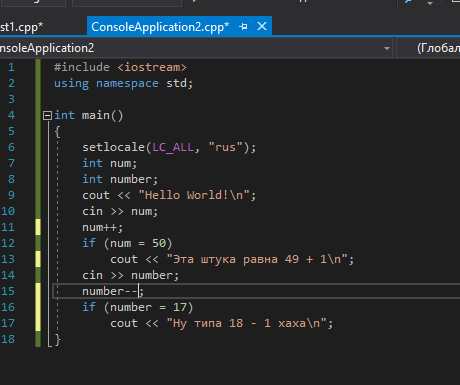 st1.cpp*
ConsoleApplication2.cpp*
nsoleApplication2
(Глобал
1 #include <iostream>
2 using namespace std;
3
4 int main()
5 {
6 setlocale(LC_ALL, "rus");
7 int num;
8 int number;
9 cout << "Hello World!\n";
10 cin >> num;
11 num++;
12 if (num = 50)
13 cout << "Эта штука равна 49 + 1\n";
14 cin >> number;
15 number--;
16 if (number = 17)
17 cout << "Ну типа 18 - 1 хаха\n";
18 }